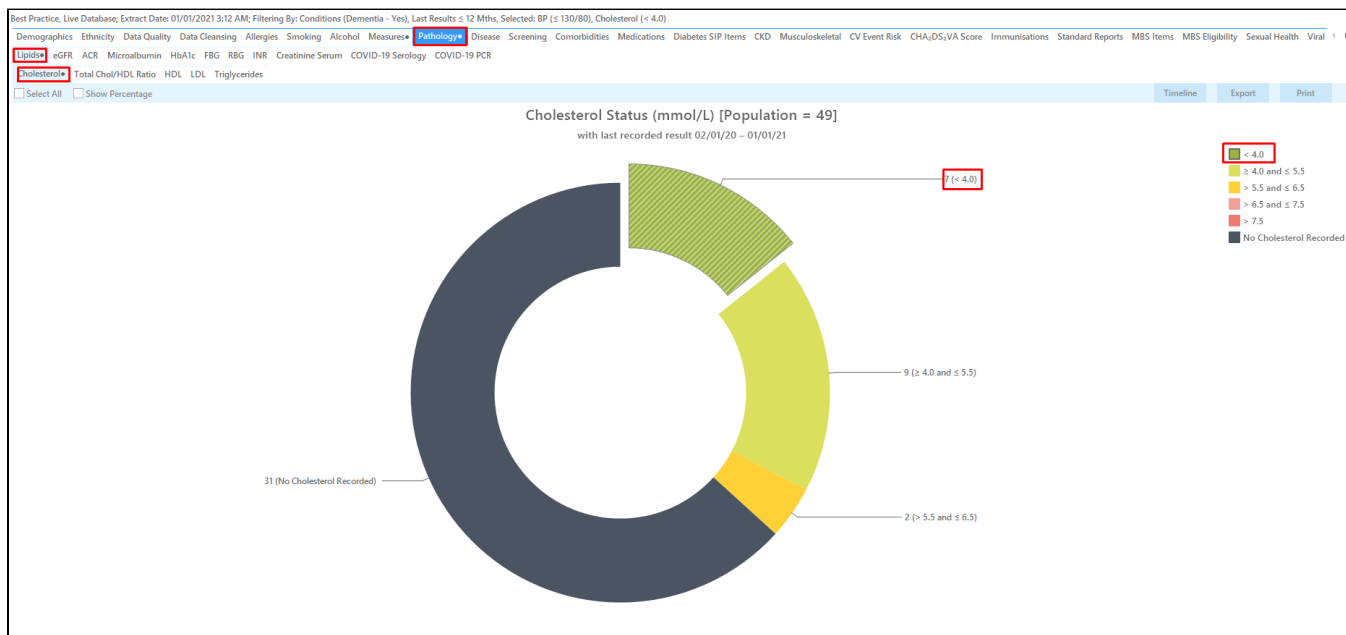 Best Practice, Live Database; Extract Date: 01/01/2021 3:12 AM; Filtering By: Conditions (Dementia - Yes), Last Results ≤ 12 Mths, Selected: BP (≤ 130/80), Cholesterol (< 4.0)
Demographics Ethnicity Data Quality Data Cleansing Allergies Smoking Alcohol Measures• Pathology• Disease Screening Comorbidities Medications Diabetes SIP Items CKD Musculoskeletal CV Event Risk CHA₂DS₂VA Score Immunisations Standard Reports MBS Items MBS Eligibility Sexual Health Viral
Lipids• eGFR ACR Microalbumin HbA1c FBG RBG INR Creatinine Serum COVID-19 Serology COVID-19 PCR
Cholesterol• Total Chol/HDL Ratio HDL LDL Triglycerides
Select All Show Percentage Timeline Export Print
Cholesterol Status (mmol/L) [Population = 49]
with last recorded result 02/01/20 – 01/01/21
7 (< 4.0)
9 (≥ 4.0 and ≤ 5.5)
2 (> 5.5 and ≤ 6.5)
31 (No Cholesterol Recorded)
< 4.0
≥ 4.0 and ≤ 5.5
> 5.5 and ≤ 6.5
> 6.5 and ≤ 7.5
> 7.5
No Cholesterol Recorded